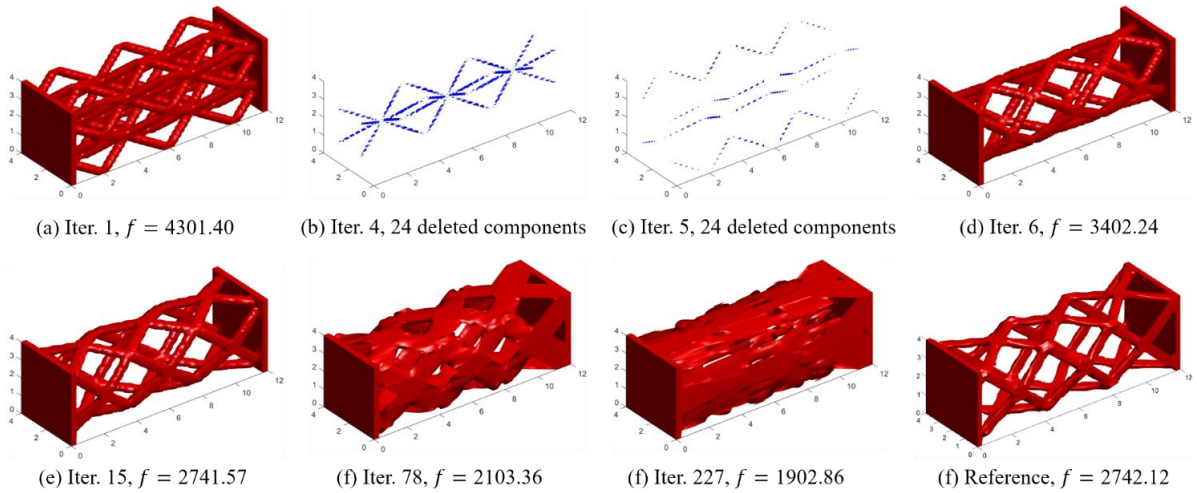 (a) Iter. 1, f = 4301.40
(b) Iter. 4, 24 deleted components
(c) Iter. 5, 24 deleted components
(d) Iter. 6, f = 3402.24
(e) Iter. 15, f = 2741.57
(f) Iter. 78, f = 2103.36
(f) Iter. 227, f = 1902.86
(f) Reference, f = 2742.12